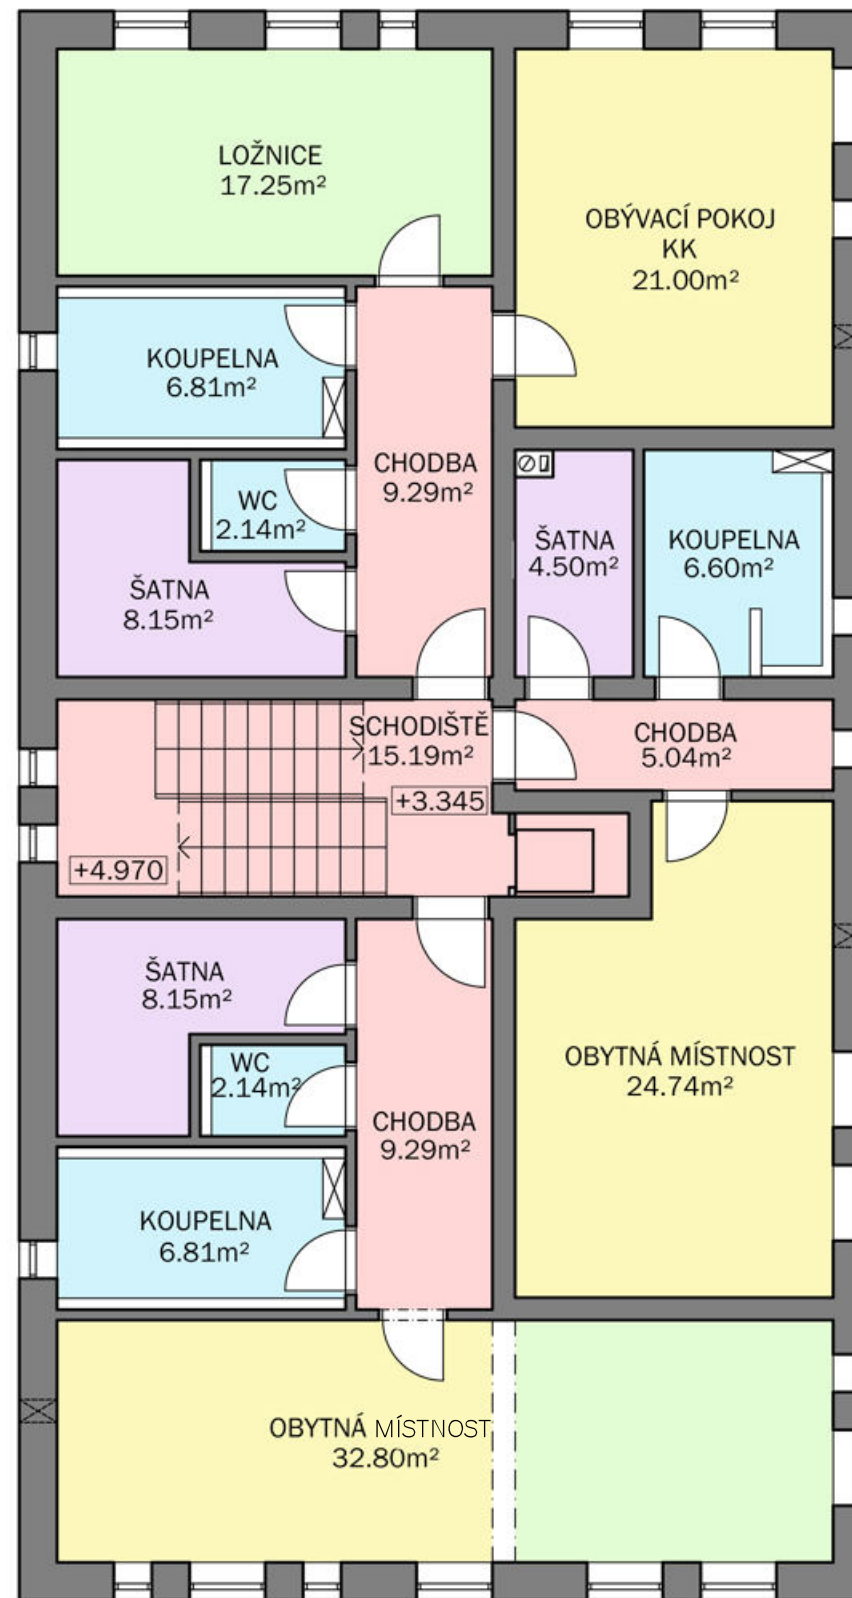 LOŽNICE
17.25m²
OBÝVACÍ POKOJ
KK
21.00m²
KOUPELNA
6.81m²
CHODBA
9.29m²
WC
2.14m²
ŠATNA
8.15m²
ŠATNA
4.50m²
KOUPELNA
6.60m²
SCHODIŠTĚ
15.19m²
+3.345
CHODBA
5.04m²
+4.970
ŠATNA
8.15m²
WC
2.14m²
CHODBA
9.29m²
OBYTNÁ MÍSTNOST
24.74m²
KOUPELNA
6.81m²
OBYTNÁ MÍSTNOST
32.80m²